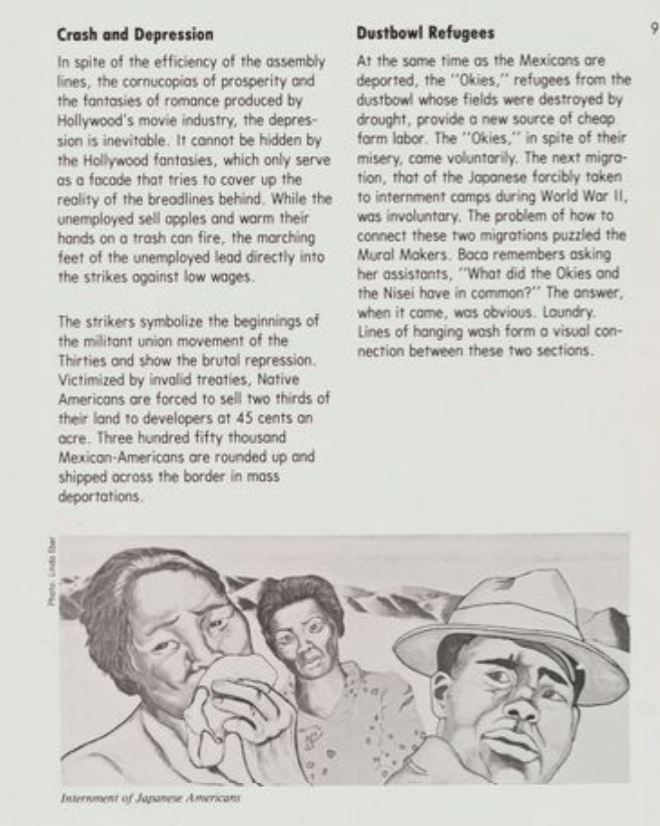 9
Crash and Depression
In spite of the efficiency of the assembly
lines, the cornucopias of prosperity and
the fantasies of romance produced by
Hollywood's movie industry, the depres-
sion is inevitable. It cannot be hidden by
the Hollywood fantasies, which only serve
as a facade that tries to cover up the
reality of the breadlines behind. While the
unemployed sell apples and warm their
hands on a trash can fire, the marching
feet of the unemployed lead directly into
the strikes against low wages.
The strikers symbolize the beginnings of
the militant union movement of the
Thirties and show the brutal repression.
Victimized by invalid treaties, Native
Americans are forced to sell two thirds of
their land to developers at 45 cents an
acre. Three hundred fifty thousand
Mexican-Americans are rounded up and
shipped across the border in mass
deportations.
Dustbowl Refugees
At the same time as the Mexicans are
deported, the "Okies," refugees from the
dustbowl whose fields were destroyed by
drought, provide a new source of cheap
farm labor. The "Okies," in spite of their
misery, came voluntarily. The next migra-
tion, that of the Japanese forcibly taken
to internment camps during World War II,
was involuntary. The problem of how to
connect these two migrations puzzled the
Mural Makers. Baca remembers asking
her assistants, "What did the Okies and
the Nisei have in common?" The answer,
when it came, was obvious. Laundry.
Lines of hanging wash form a visual con-
nection between these two sections.
Photo: Linda Eber
Internment of Japanese Americans